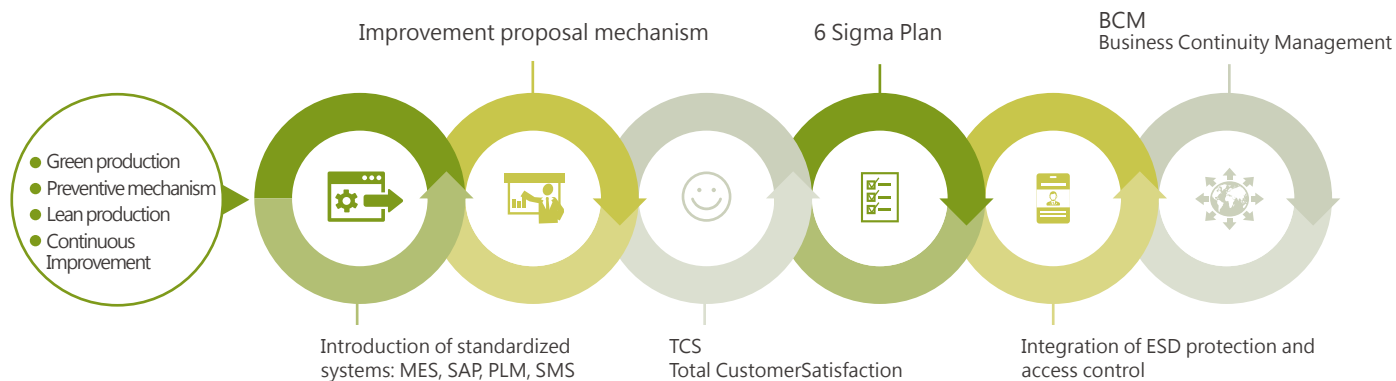 Green production
Preventive mechanism
Lean production
Continuous
Improvement
Introduction of standardized
systems: MES, SAP, PLM, SMS
Improvement proposal mechanism
TCS
Total CustomerSatisfaction
6 Sigma Plan
Integration of ESD protection and
access control
BCM
Business Continuity Management